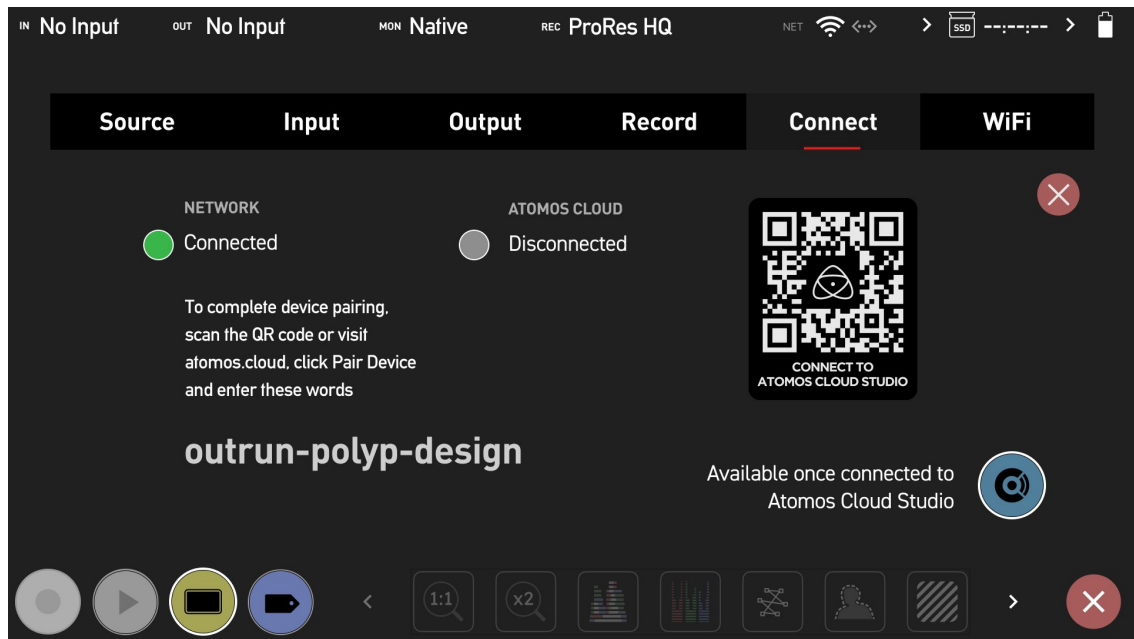 IN No Input OUT No Input MON Native REC ProRes HQ NET SSD --:--:--
Source Input Output Record Connect WiFi
NETWORK
Connected
ATOMOS CLOUD
Disconnected
To complete device pairing,
scan the QR code or visit
atomos.cloud, click Pair Device
and enter these words
outrun-polyp-design
CONNECT TO
ATOMOS CLOUD STUDIO
Available once connected to
Atomos Cloud Studio
1:1 x2